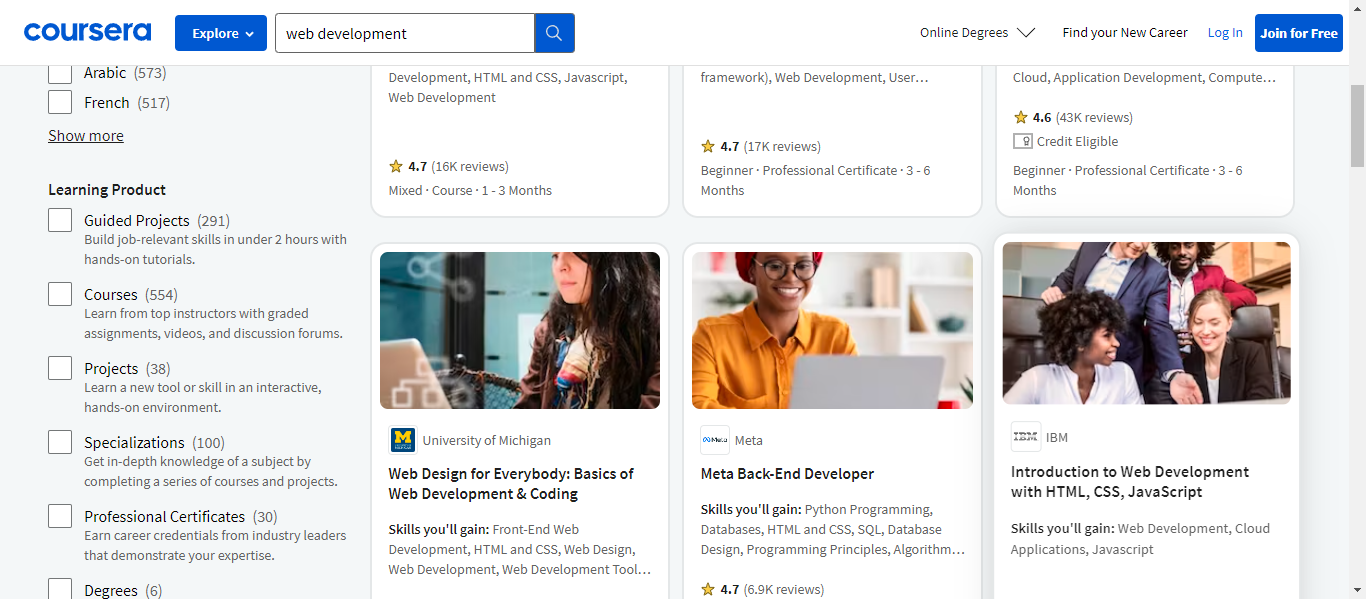 coursera
Explore
web development
Online Degrees
Find your New Career
Log In
Join for Free
Arabic (573)
French (517)
Show more
Learning Product
Guided Projects (291)
Build job-relevant skills in under 2 hours with
hands-on tutorials.
Courses (554)
Learn from top instructors with graded
assignments, videos, and discussion forums.
Projects (38)
Learn a new tool or skill in an interactive,
hands-on environment.
Specializations (100)
Get in-depth knowledge of a subject by
completing a series of courses and projects.
Professional Certificates (30)
Earn career credentials from industry leaders
that demonstrate your expertise.
Degrees (6)
Development, HTML and CSS, Javascript,
Web Development
4.7 (16K reviews)
Mixed · Course · 1 - 3 Months
framework), Web Development, User…
4.7 (17K reviews)
Beginner · Professional Certificate · 3 - 6
Months
Cloud, Application Development, Compute…
4.6 (43K reviews)
Credit Eligible
Beginner · Professional Certificate · 3 - 6
Months
M
University of Michigan
Web Design for Everybody: Basics of
Web Development & Coding
Skills you'll gain: Front-End Web
Development, HTML and CSS, Web Design,
Web Development, Web Development Tool…
Meta
Meta
Meta Back-End Developer
Skills you'll gain: Python Programming,
Databases, HTML and CSS, SQL, Database
Design, Programming Principles, Algorithm…
4.7 (6.9K reviews)
IBM
IBM
Introduction to Web Development
with HTML, CSS, JavaScript
Skills you'll gain: Web Development, Cloud
Applications, Javascript